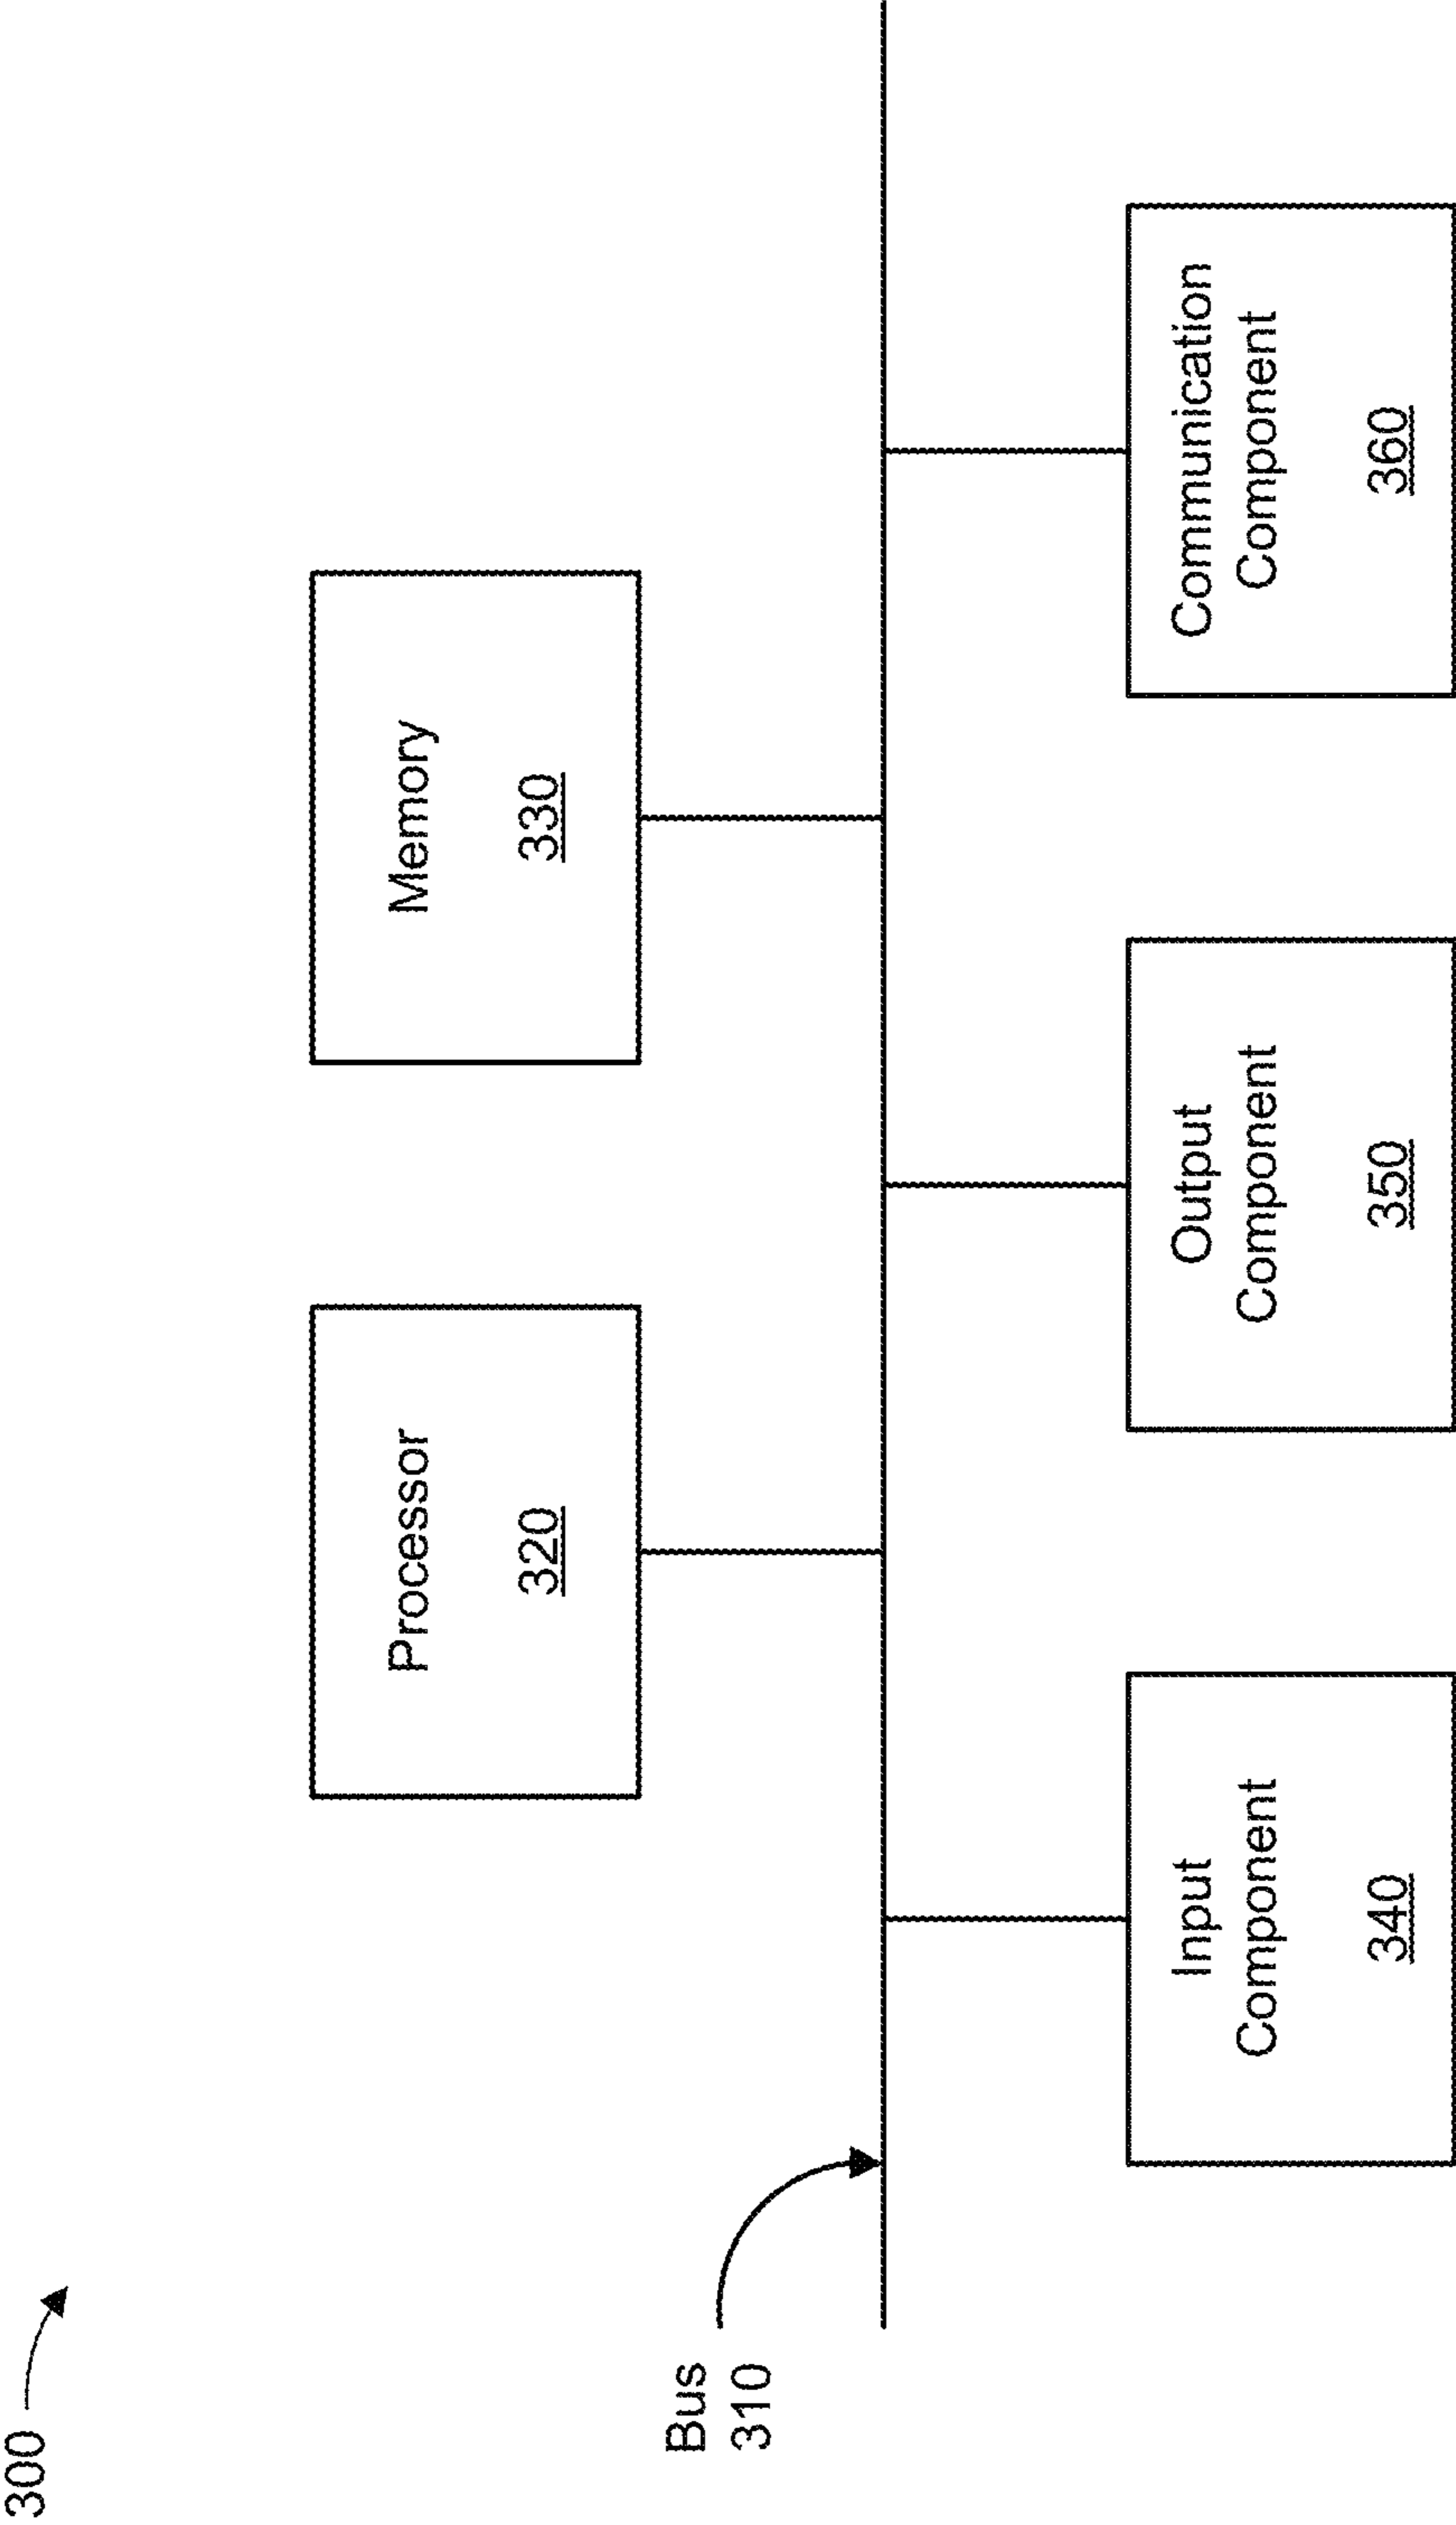 300
Processor
320
Memory
330
Bus
310
Input
Component
340
Output
Component
350
Communication
Component
360